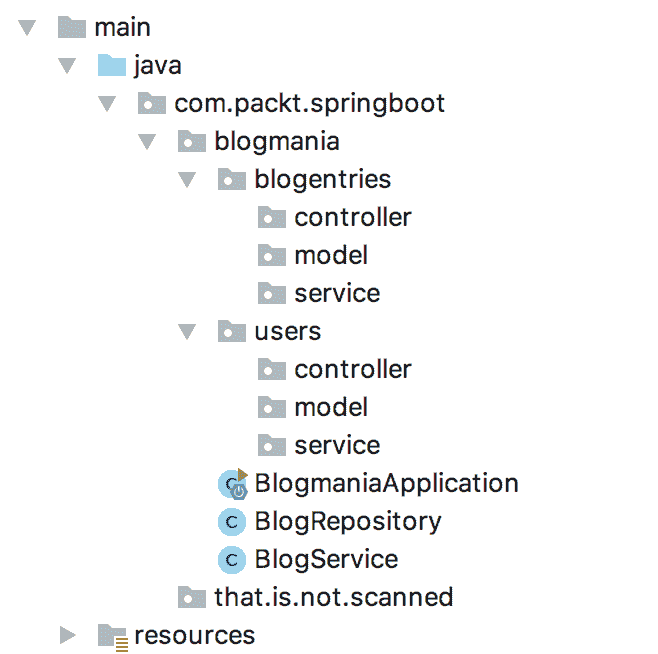 main
java
com.packt.springboot
blogmania
blogentries
controller
model
service
users
controller
model
service
BlogmaniaApplication
BlogRepository
BlogService
that.is.not.scanned
resources